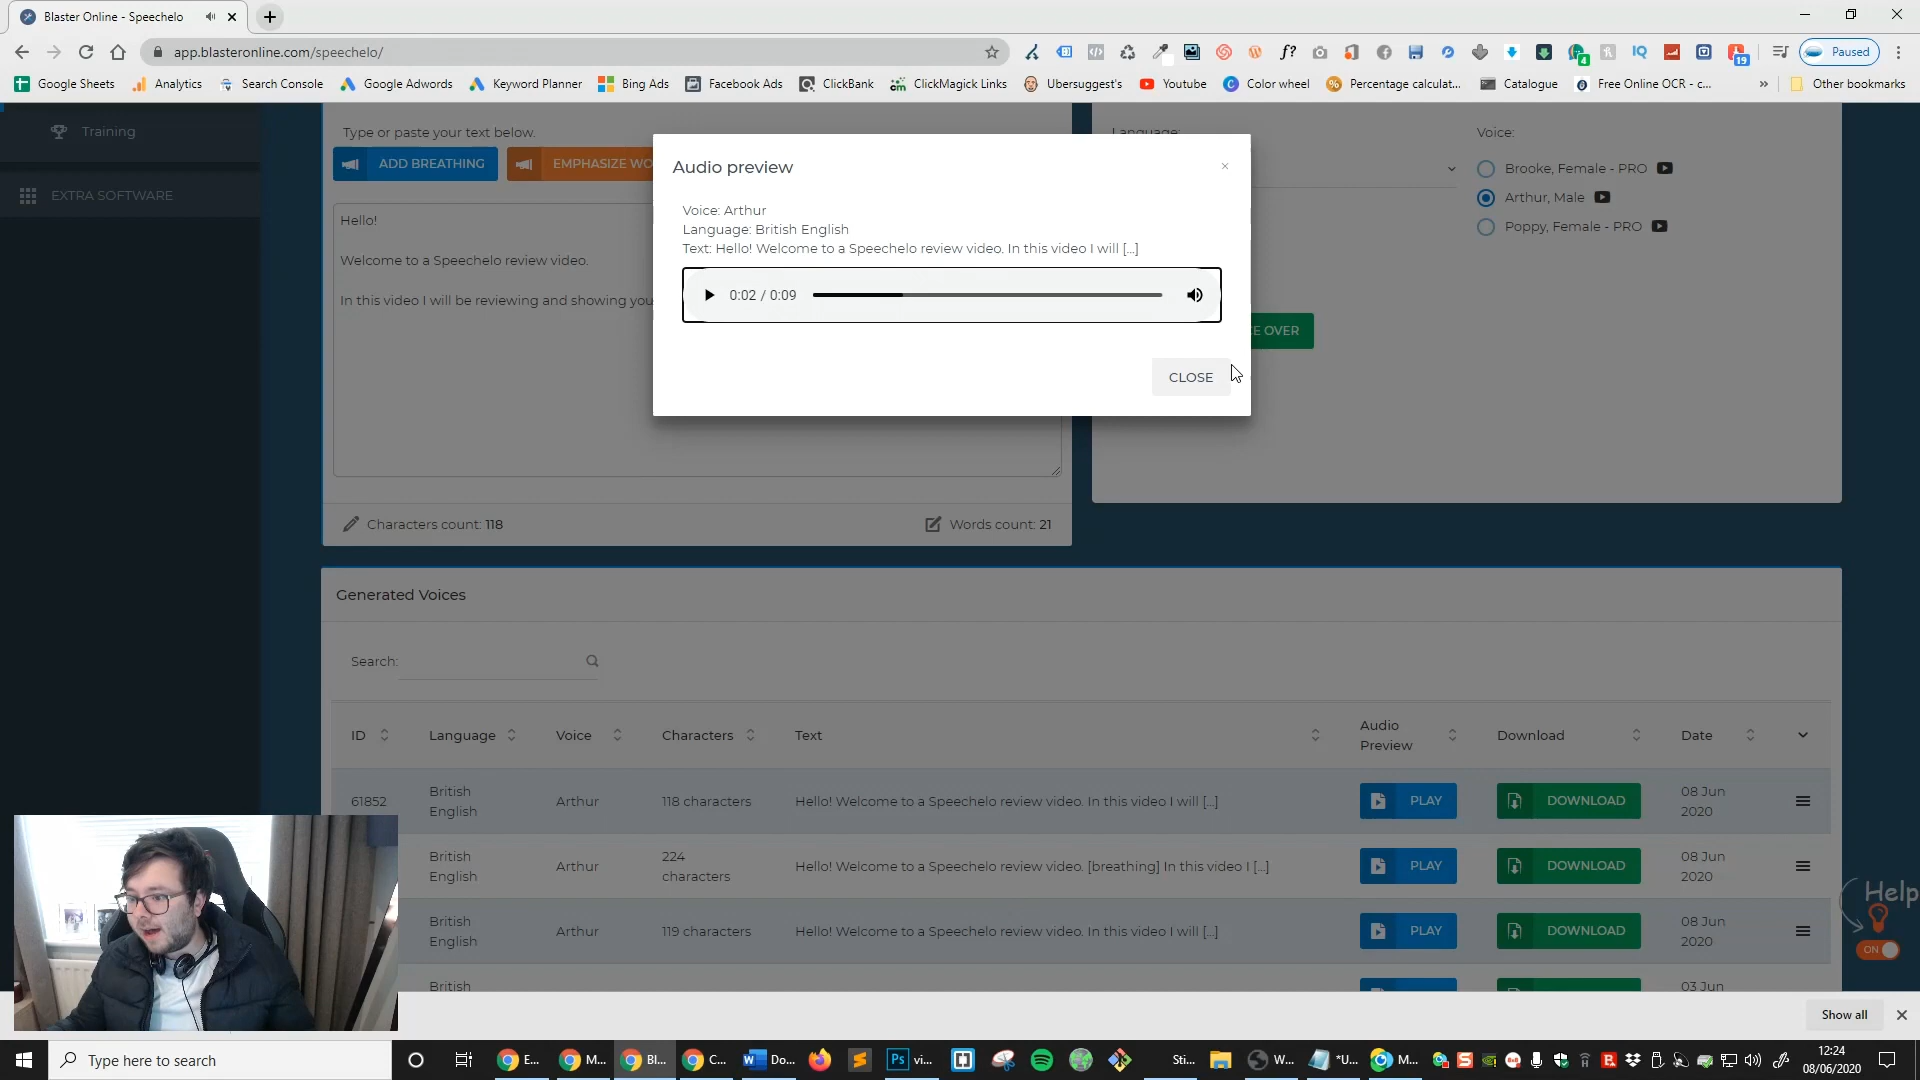 Blaster Online - Speechelo
app.blasteronline.com/speechelo/
Paused
Google Sheets
Analytics
Search Console
Google Adwords
Keyword Planner
Bing Ads
Facebook Ads
ClickBank
ClickMagick Links
Ubersuggest's
Youtube
Color wheel
Percentage calculat...
Catalogue
Free Online OCR - c...
Other bookmarks
Training
EXTRA SOFTWARE
Type or paste your text below.
ADD BREATHING
EMPHASIZE WO
Hello!
Welcome to a Speechelo review video.
In this video I will be reviewing and showing you
Characters count: 118
Words count: 21
Audio preview
Voice: Arthur
Language: British English
Text: Hello! Welcome to a Speechelo review video. In this video I will [...]
0:02 / 0:09
CLOSE
Language:
Voice:
Brooke, Female - PRO
Arthur, Male
Poppy, Female - PRO
E OVER
Generated Voices
Search:
ID Language Voice Characters Text Audio Preview Download Date
61852 British English Arthur 118 characters Hello! Welcome to a Speechelo review video. In this video I will [...] PLAY DOWNLOAD 08 Jun 2020
British English Arthur 224 characters Hello! Welcome to a Speechelo review video. [breathing] In this video I [...] PLAY DOWNLOAD 08 Jun 2020
British English Arthur 119 characters Hello! Welcome to a Speechelo review video. In this video I will [...] PLAY DOWNLOAD 08 Jun 2020
British 03 Jun
Help
ON
Show all
Type here to search
E...
M...
Bl...
C...
Do...
vi...
Sti...
W...
*U...
M...
12:24
08/06/2020